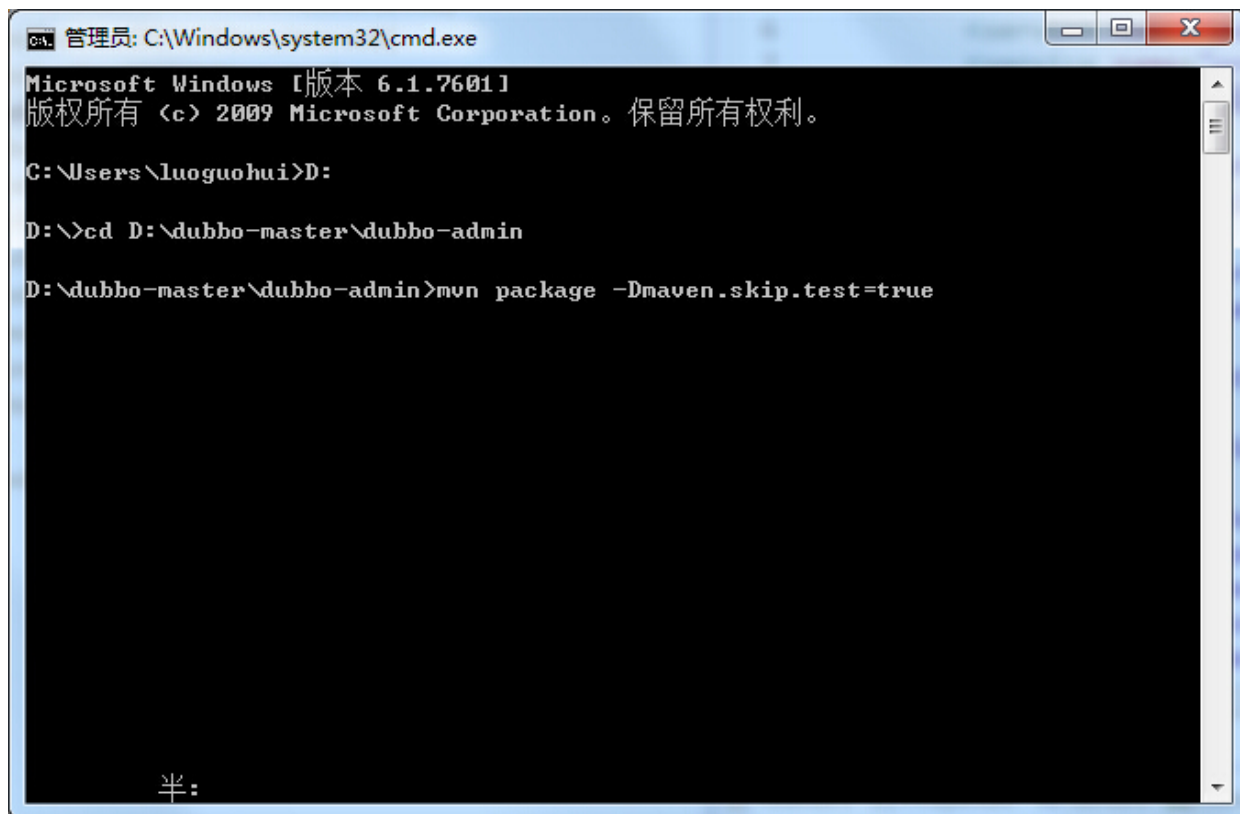 管理员: C:\Windows\system32\cmd.exe
Microsoft Windows [版本 6.1.7601]
版权所有 (c) 2009 Microsoft Corporation。保留所有权利。
C:\Users\luoguohui>D:
D:\>cd D:\dubbo-master\dubbo-admin
D:\dubbo-master\dubbo-admin>mvn package -Dmaven.skip.test=true
半: